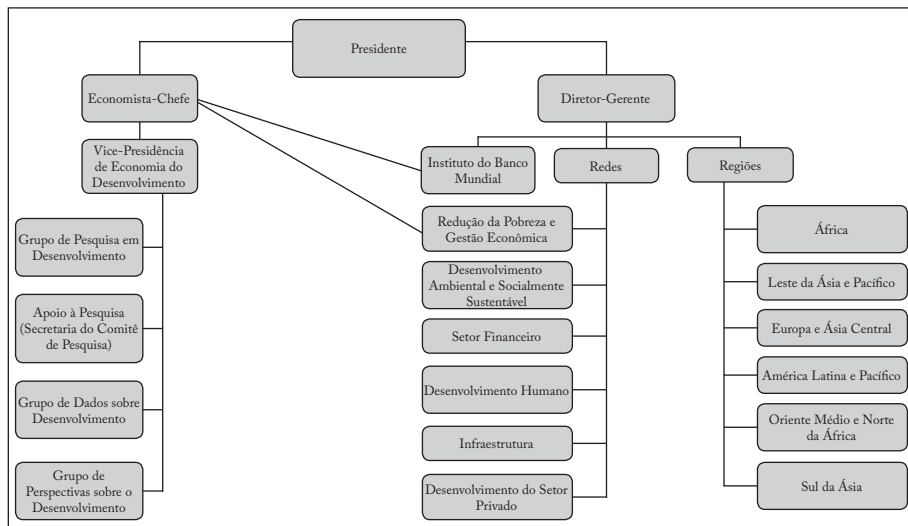 Presidente
Economista-Chefe
Diretor-Gerente
Vice-Presidência
de Economia do
Desenvolvimento
Instituto do Banco
Mundial
Redes
Regiões
Grupo de Pesquisa em
Desenvolvimento
Apoio à Pesquisa
(Secretaria do Comitê
de Pesquisa)
Grupo de Dados sobre
Desenvolvimento
Grupo de
Perspectivas sobre o
Desenvolvimento
Redução da Pobreza e
Gestão Econômica
Desenvolvimento
Ambiental e Socialmente
Sustentável
Setor Financeiro
Desenvolvimento Humano
Infraestrutura
Desenvolvimento do Setor
Privado
África
Leste da Ásia e Pacífico
Europa e Ásia Central
América Latina e Pacífico
Oriente Médio e Norte
da África
Sul da Ásia